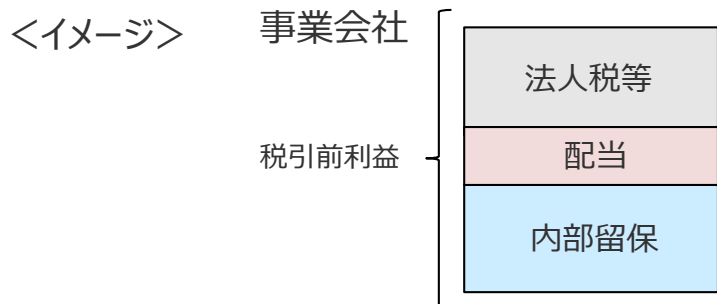 ＜イメージ＞
事業会社
法人税等
税引前利益
配当
内部留保